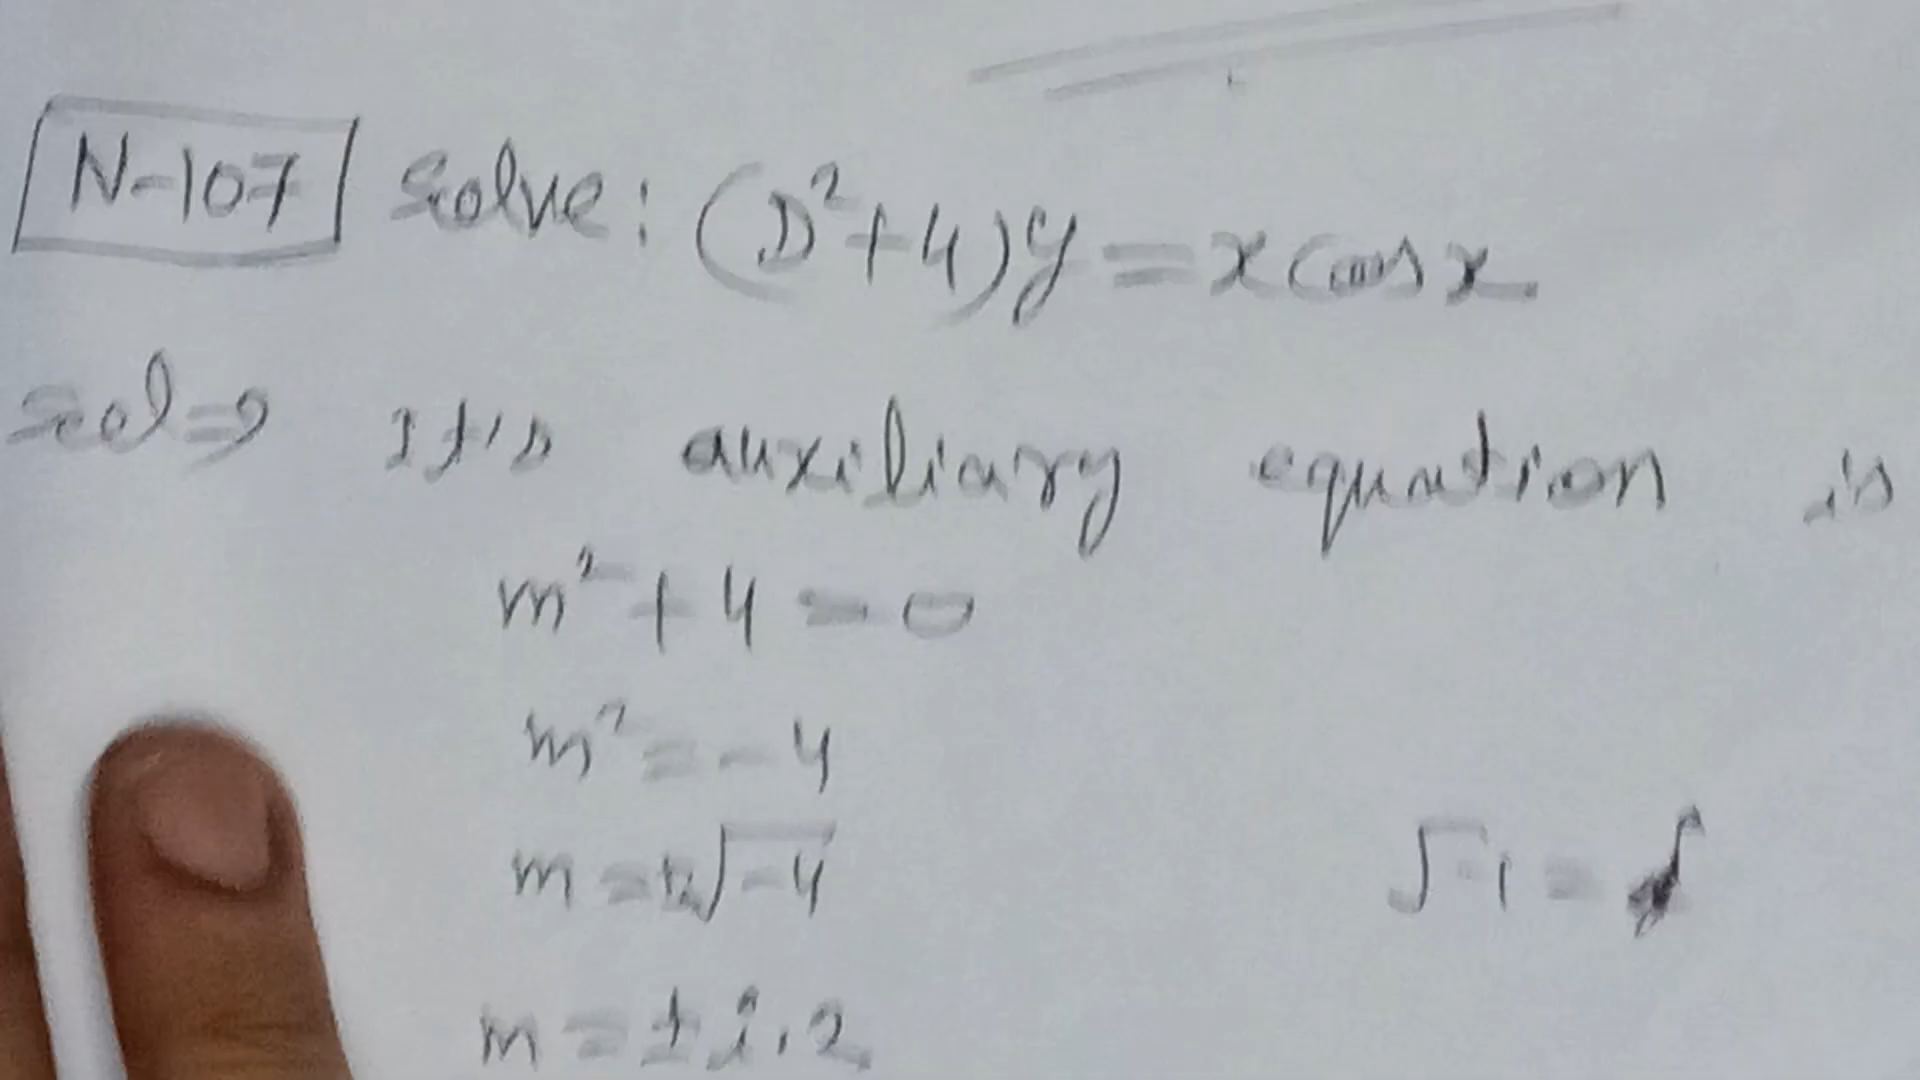 N-107 solve: (D²+4)y = x cos x
sol⇒ It's auxiliary equation is
m² + 4 = 0
m² = - 4
m = ±√-4
√-1 = i
m = ± i . 2